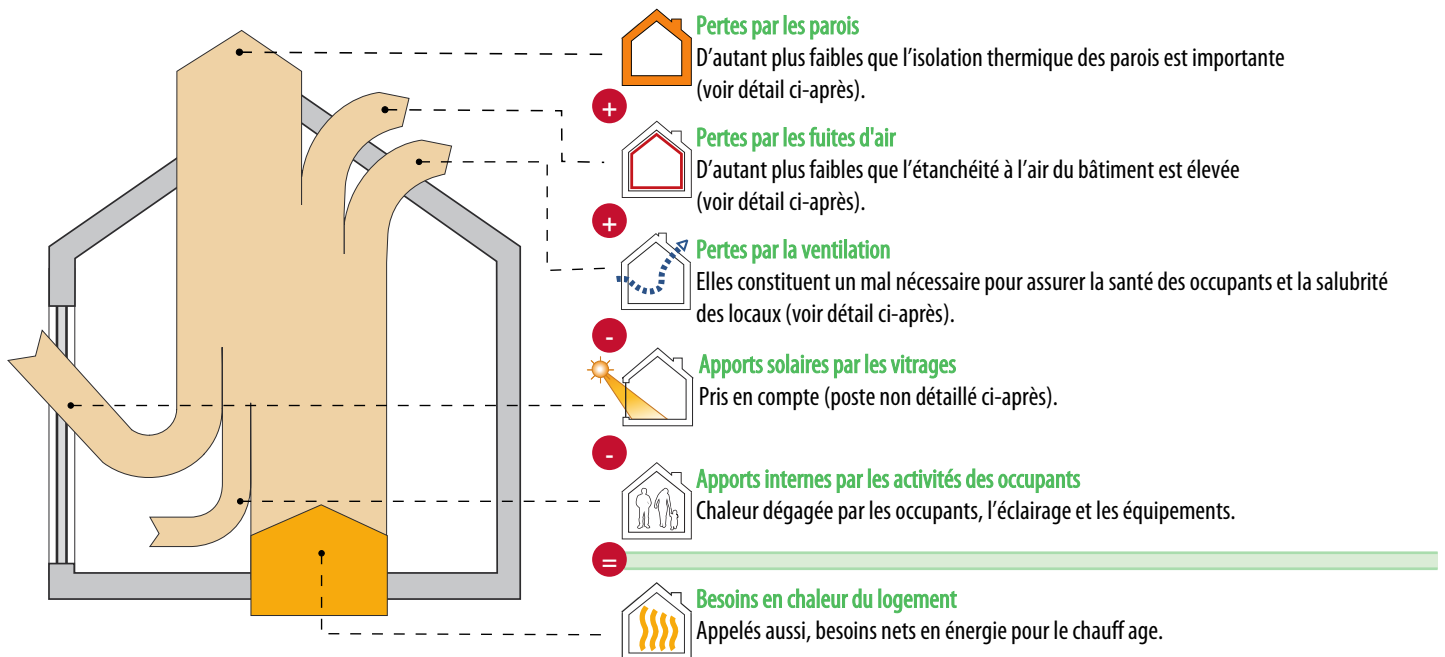 Pertes par les parois
D’autant plus faibles que l’isolation thermique des parois est importante
(voir détail ci-après).
+
Pertes par les fuites d'air
D’autant plus faibles que l’étanchéité à l’air du bâtiment est élevée
(voir détail ci-après).
+
Pertes par la ventilation
Elles constituent un mal nécessaire pour assurer la santé des occupants et la salubrité
des locaux (voir détail ci-après).
-
Apports solaires par les vitrages
Pris en compte (poste non détaillé ci-après).
-
Apports internes par les activités des occupants
Chaleur dégagée par les occupants, l’éclairage et les équipements.
=
Besoins en chaleur du logement
Appelés aussi, besoins nets en énergie pour le chauff age.